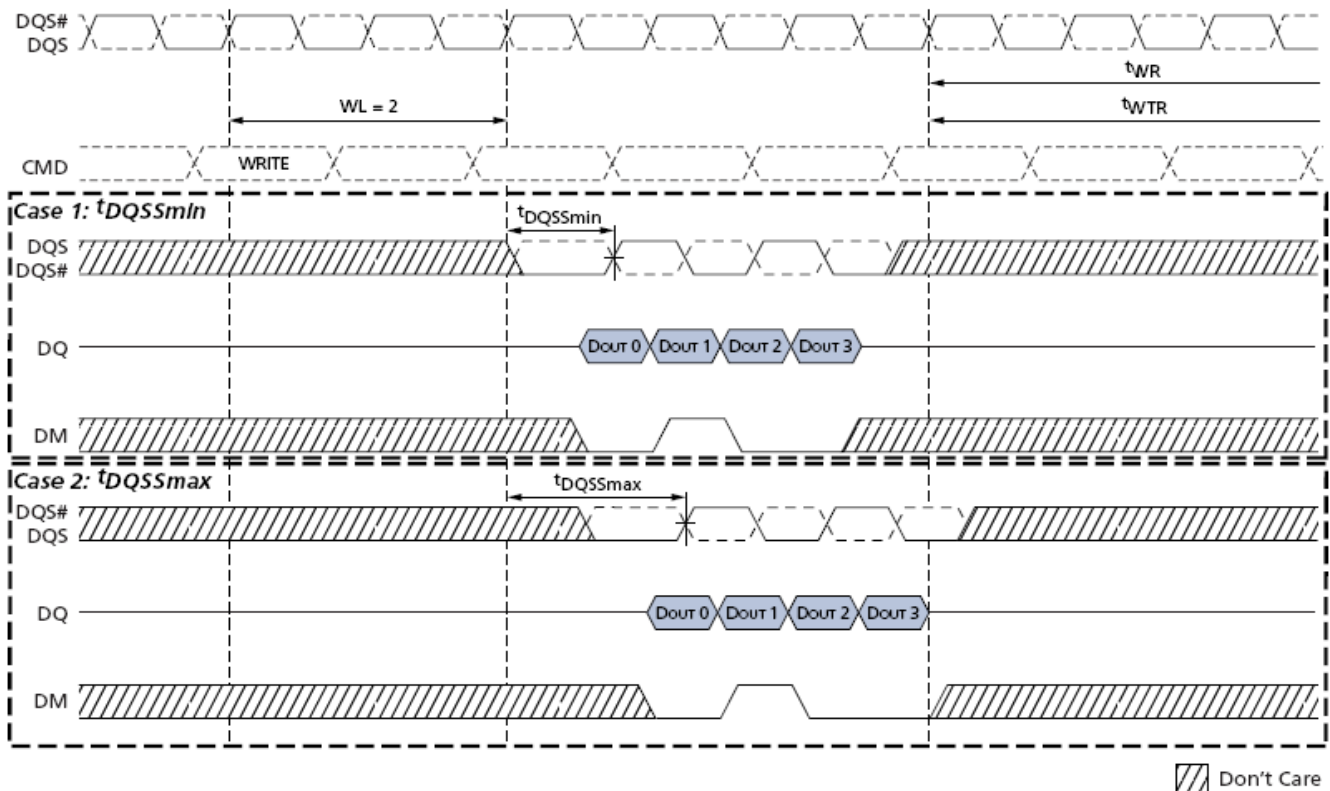 DQS#
DQS
tWR
WL = 2
tWTR
CMD
WRITE
Case 1: tDQSSmin
tDQSSmin
DQS
DQS#
DQ
DOUT 0 DOUT 1 DOUT 2 DOUT 3
DM
Case 2: tDQSSmax
tDQSSmax
DQS#
DQS
DQ
DOUT 0 DOUT 1 DOUT 2 DOUT 3
DM
Don't Care